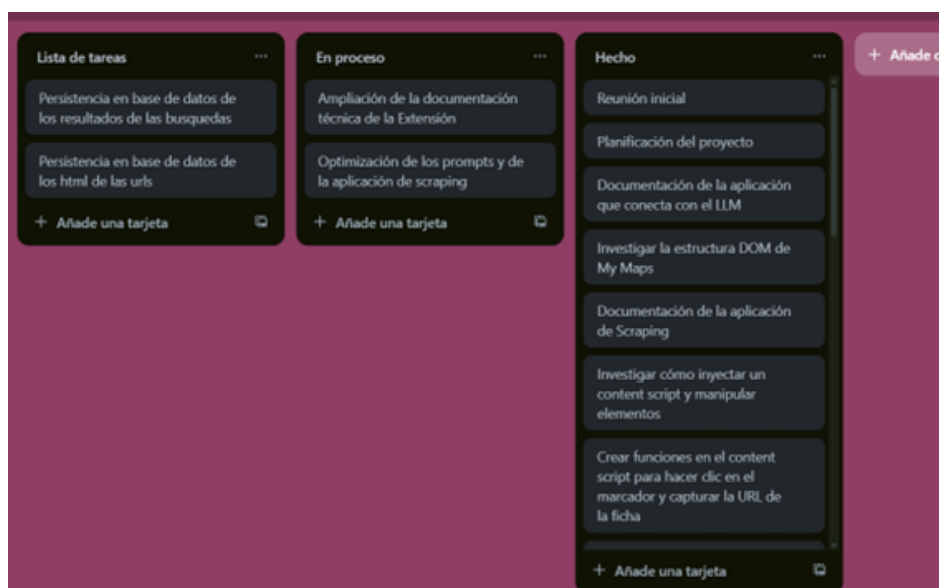 Lista de tareas
Persistencia en base de datos de
los resultados de las busquedas
Persistencia en base de datos de
los html de las urls
+ Añade una tarjeta
En proceso
Ampliación de la documentación
técnica de la Extensión
Optimización de los prompts y de
la aplicación de scraping
+ Añade una tarjeta
Hecho
Reunión inicial
Planificación del proyecto
Documentación de la aplicación
que conecta con el LLM
Investigar la estructura DOM de
My Maps
Documentación de la aplicación
de Scraping
Investigar cómo inyectar un
content script y manipular
elementos
Crear funciones en el content
script para hacer clic en el
marcador y capturar la URL de
la ficha
+ Añade una tarjeta
+ Añade